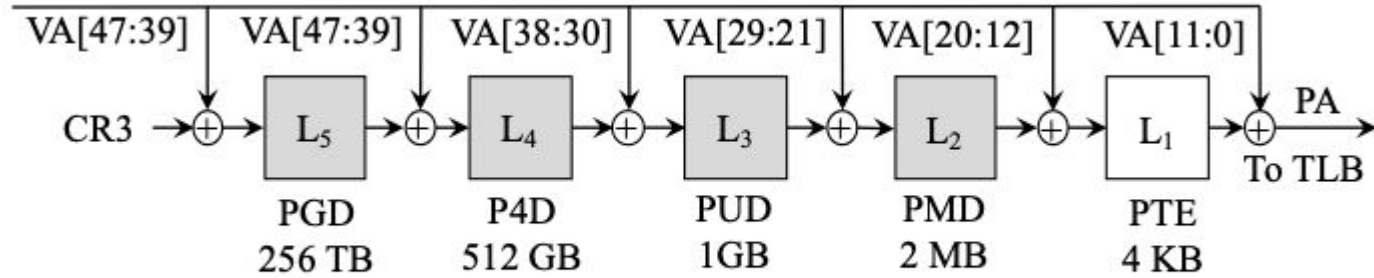 VA[47:39] VA[47:39] VA[38:30] VA[29:21] VA[20:12] VA[11:0]
CR3 + L₅ + L₄ + L₃ + L₂ + L₁ + PA
To TLB
PGD P4D PUD PMD PTE
256 TB 512 GB 1GB 2 MB 4 KB